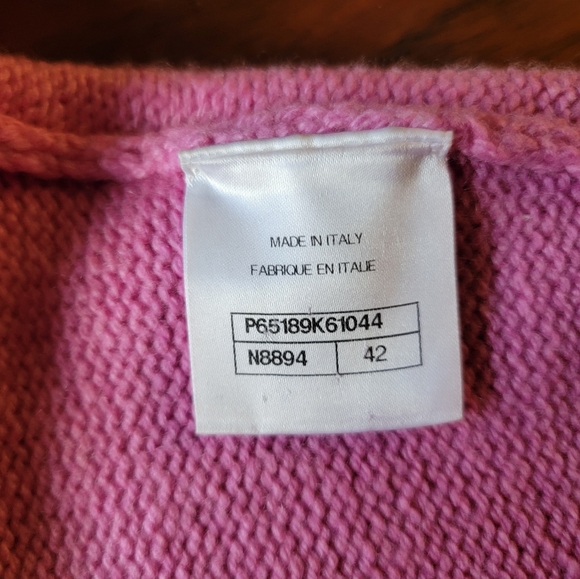 MADE IN ITALY
FABRIQUE EN ITALIE
P65189K61044
N8894 42